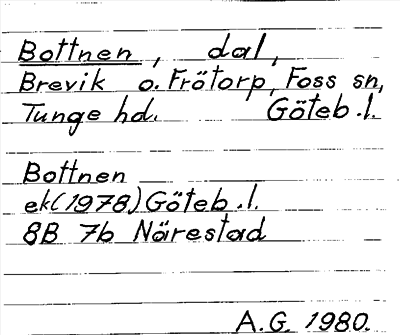 Bottnen, dal,
Brevik o. Frötorp, Foss sn,
Tunge hd. Göteb.l.
Bottnen
ek(1978) Göteb.l.
8B 7b Närestad
A.G. 1980.